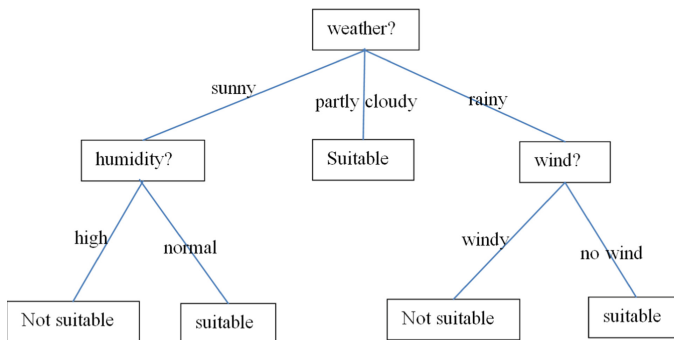 weather?
sunny
partly cloudy
rainy
humidity?
Suitable
wind?
high
normal
windy
no wind
Not suitable
suitable
Not suitable
suitable